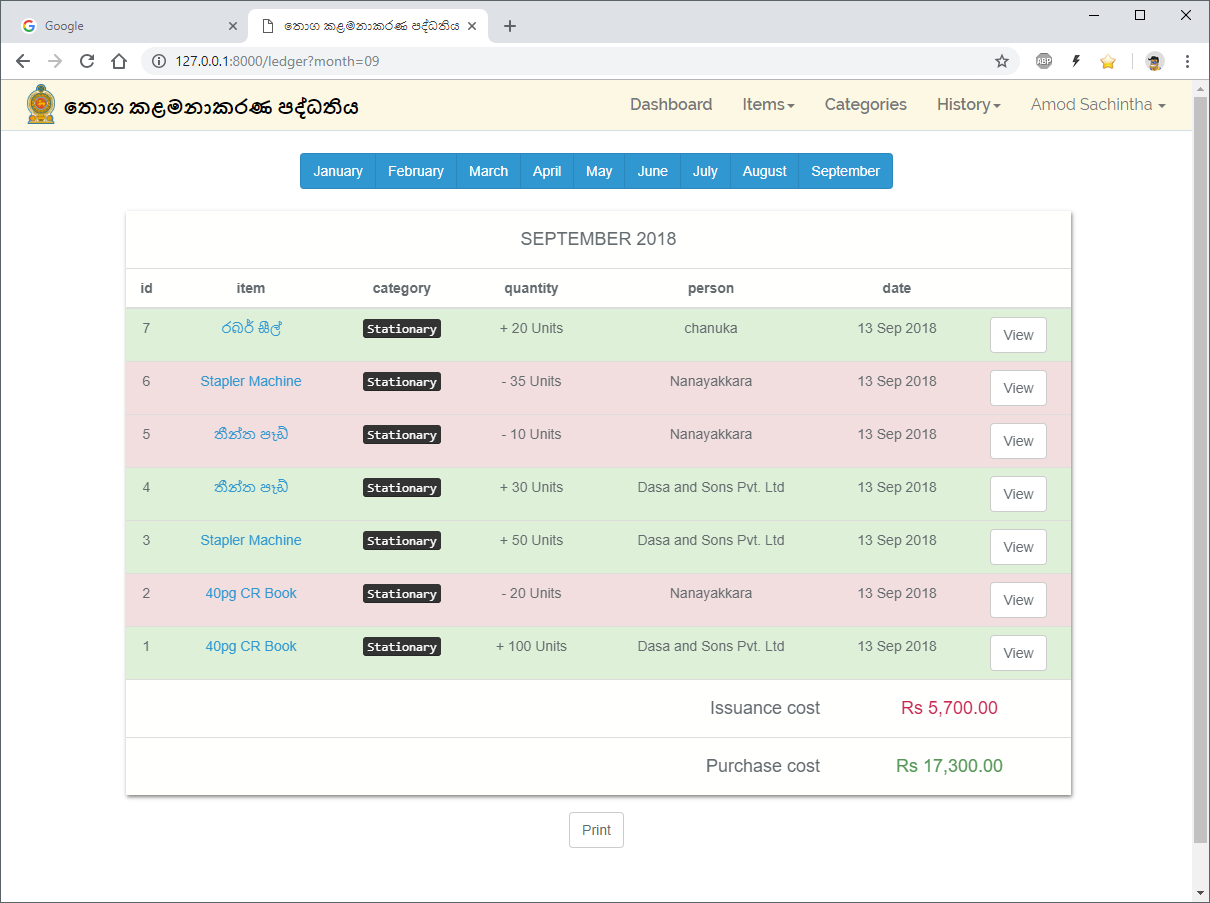 Google
තොග කළමනාකරණ පද්ධතිය
127.0.0.1:8000/ledger?month=09
ABP
තොග කළමනාකරණ පද්ධතිය
Dashboard Items Categories History Amod Sachintha
January February March April May June July August September
SEPTEMBER 2018
id item category quantity person date
7 රබර් සීල් Stationary + 20 Units chanuka 13 Sep 2018 View
6 Stapler Machine Stationary - 35 Units Nanayakkara 13 Sep 2018 View
5 තීන්ත පෑඩ් Stationary - 10 Units Nanayakkara 13 Sep 2018 View
4 තීන්ත පෑඩ් Stationary + 30 Units Dasa and Sons Pvt. Ltd 13 Sep 2018 View
3 Stapler Machine Stationary + 50 Units Dasa and Sons Pvt. Ltd 13 Sep 2018 View
2 40pg CR Book Stationary - 20 Units Nanayakkara 13 Sep 2018 View
1 40pg CR Book Stationary + 100 Units Dasa and Sons Pvt. Ltd 13 Sep 2018 View
Issuance cost Rs 5,700.00
Purchase cost Rs 17,300.00
Print